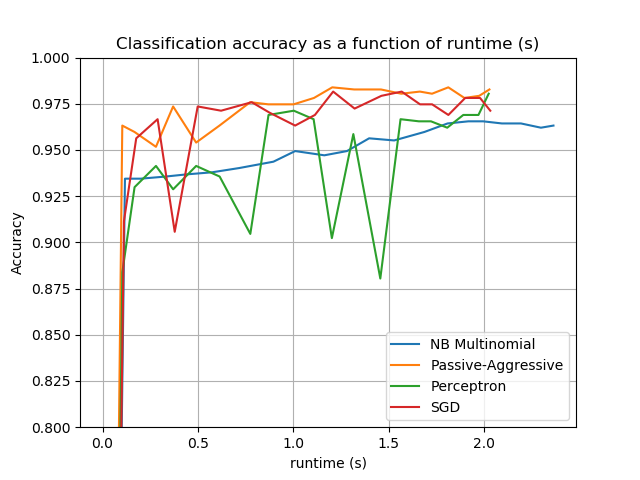 Classification accuracy as a function of runtime (s)
1.000
0.975
0.950
0.925
0.900
0.875
0.850
0.825
0.800
Accuracy
0.0 0.5 1.0 1.5 2.0
runtime (s)
NB Multinomial
Passive-Aggressive
Perceptron
SGD